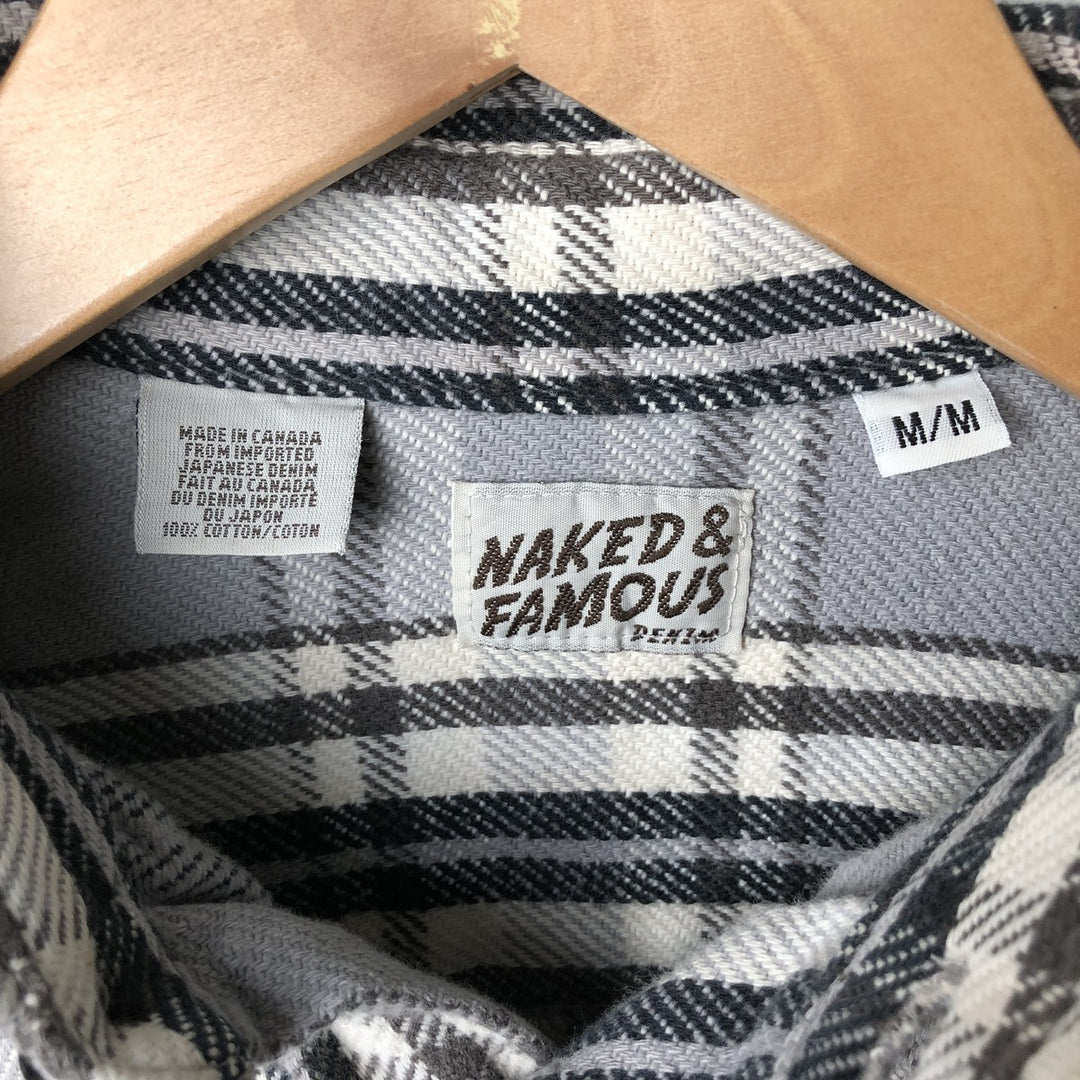 MADE IN CANADA
FROM IMPORTED
JAPANESE DENIM
FAIT AU CANADA
DU DENIM IMPORTÉ
DU JAPON
100% COTTON/COTON
NAKED &
FAMOUS
DENIM
M/M